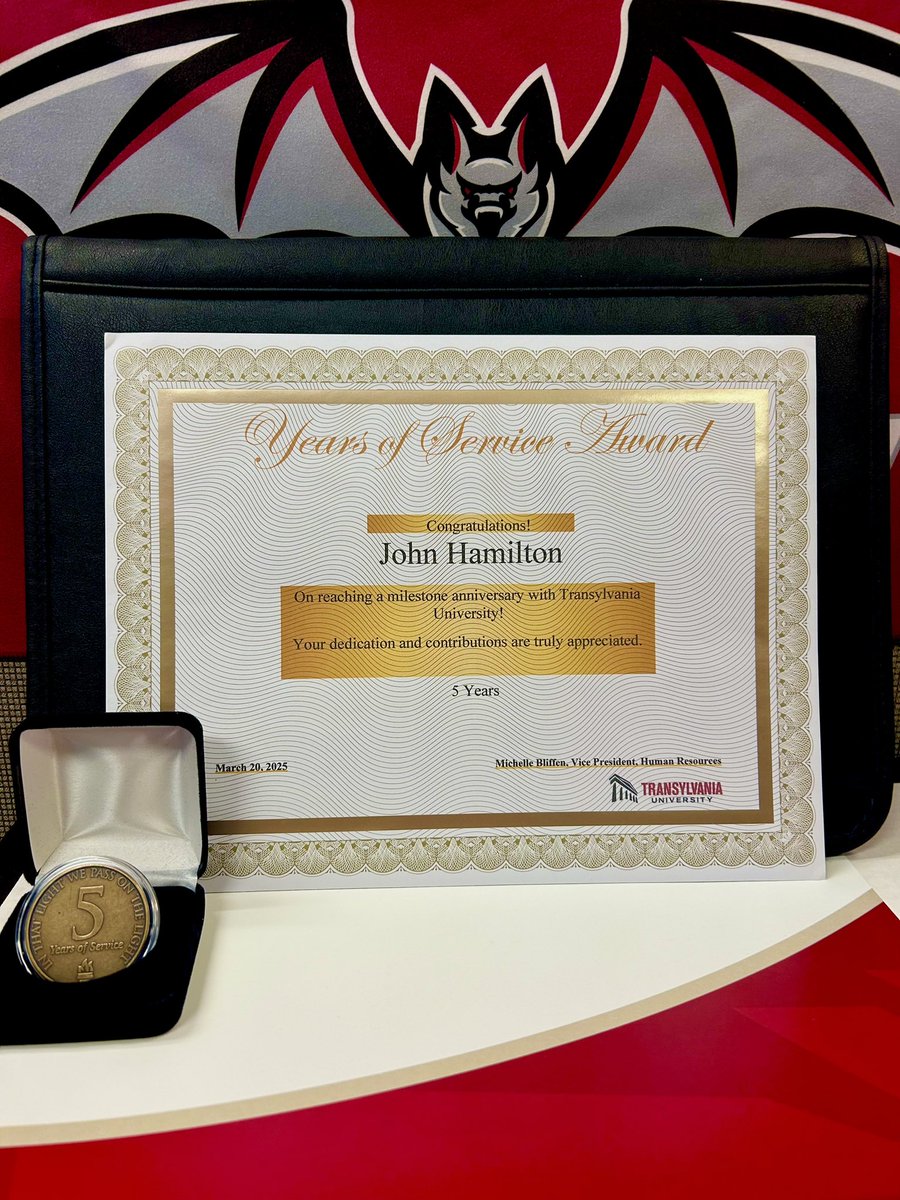 Years of Service Award
Congratulations!
John Hamilton
On reaching a milestone anniversary with Transylvania
University!
Your dedication and contributions are truly appreciated.
5 Years
March 20, 2025
Michelle Bliffen, Vice President, Human Resources
TRANSYLVANIA
UNIVERSITY
IN THAT LIGHT WE PASS ON THE LIGHT
5
Years of Service